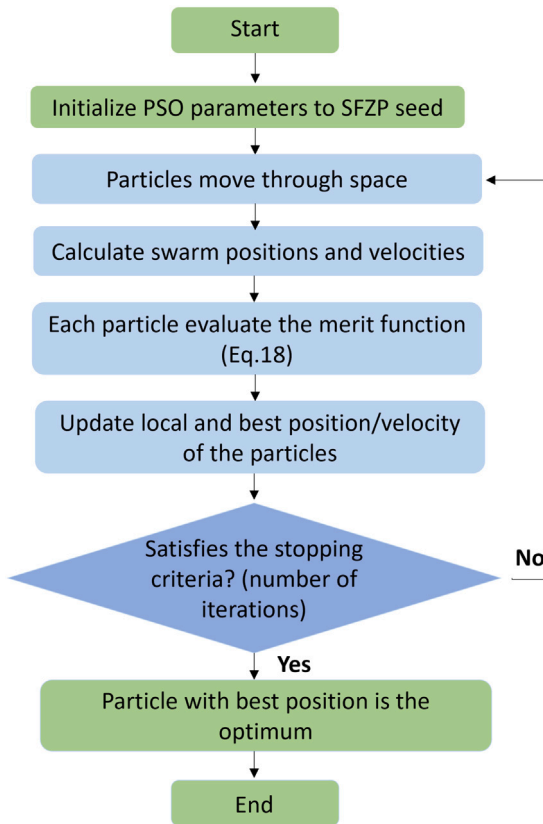 Start
Initialize PSO parameters to SFZP seed
Particles move through space
Calculate swarm positions and velocities
Each particle evaluate the merit function
(Eq.18)
Update local and best position/velocity
of the particles
Satisfies the stopping
criteria? (number of
iterations)
No
Yes
Particle with best position is the
optimum
End